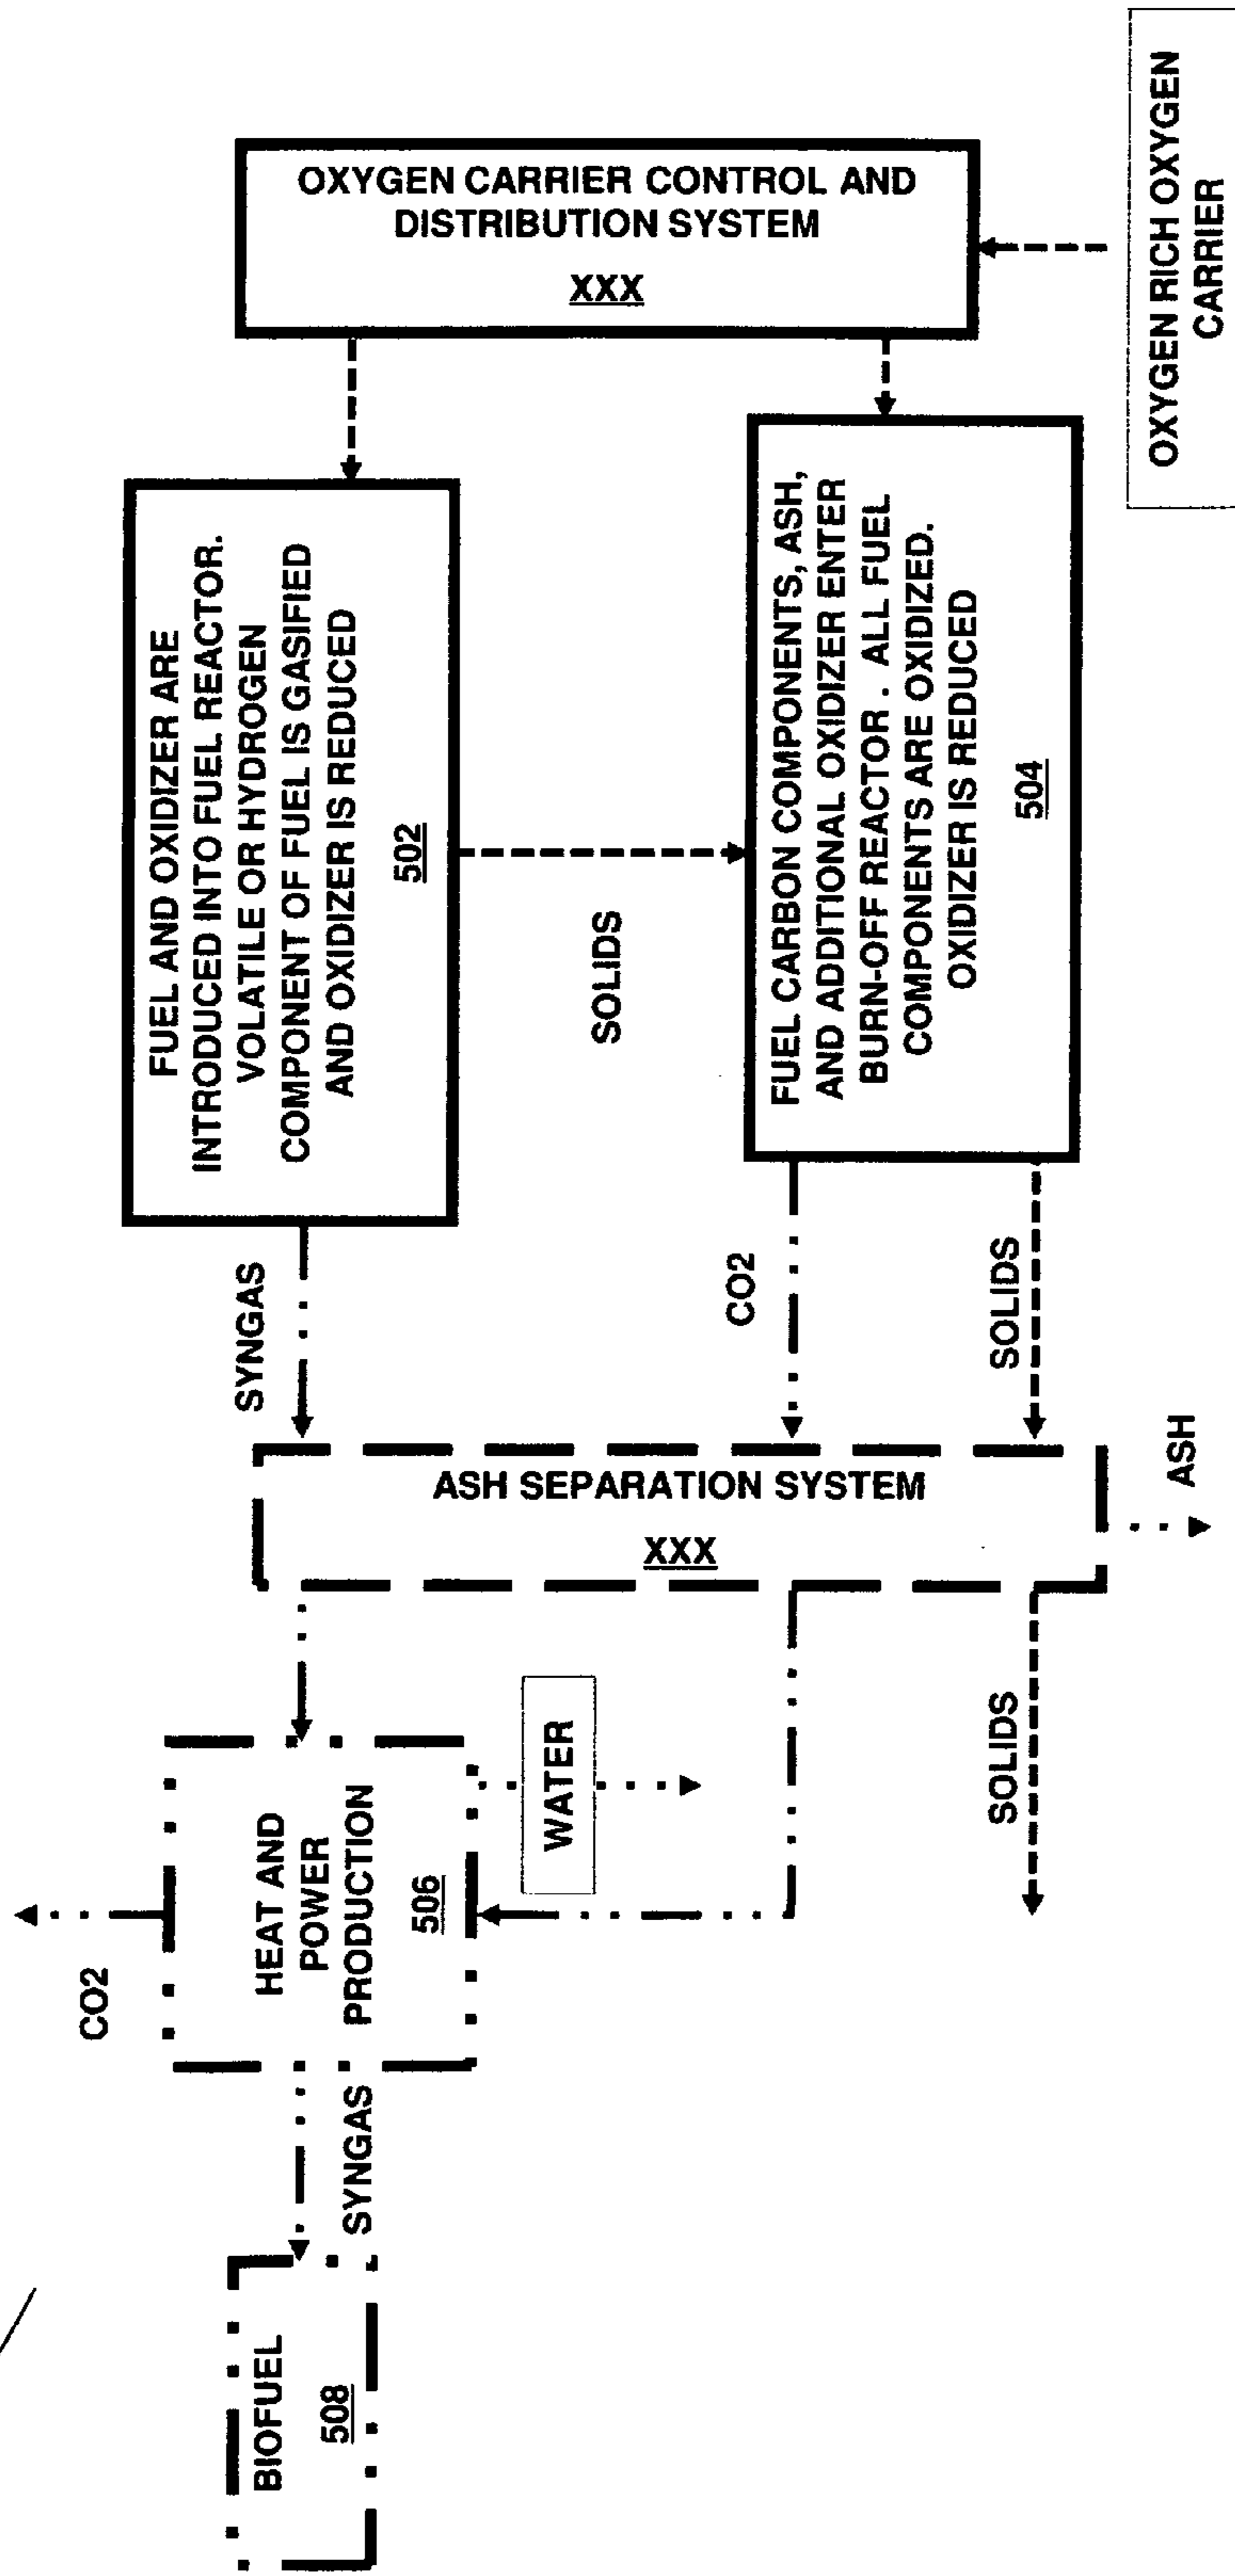 OXYGEN CARRIER CONTROL AND
DISTRIBUTION SYSTEM
XXX
OXYGEN RICH OXYGEN
CARRIER
FUEL AND OXIDIZER ARE
INTRODUCED INTO FUEL REACTOR.
VOLATILE OR HYDROGEN
COMPONENT OF FUEL IS GASIFIED
AND OXIDIZER IS REDUCED
502
SOLIDS
FUEL CARBON COMPONENTS, ASH,
AND ADDITIONAL OXIDIZER ENTER
BURN-OFF REACTOR . ALL FUEL
COMPONENTS ARE OXIDIZED.
OXIDIZER IS REDUCED
504
SYNGAS
CO2
SOLIDS
ASH SEPARATION SYSTEM
XXX
ASH
CO2
HEAT AND
POWER
PRODUCTION
506
WATER
SOLIDS
SYNGAS
BIOFUEL
508